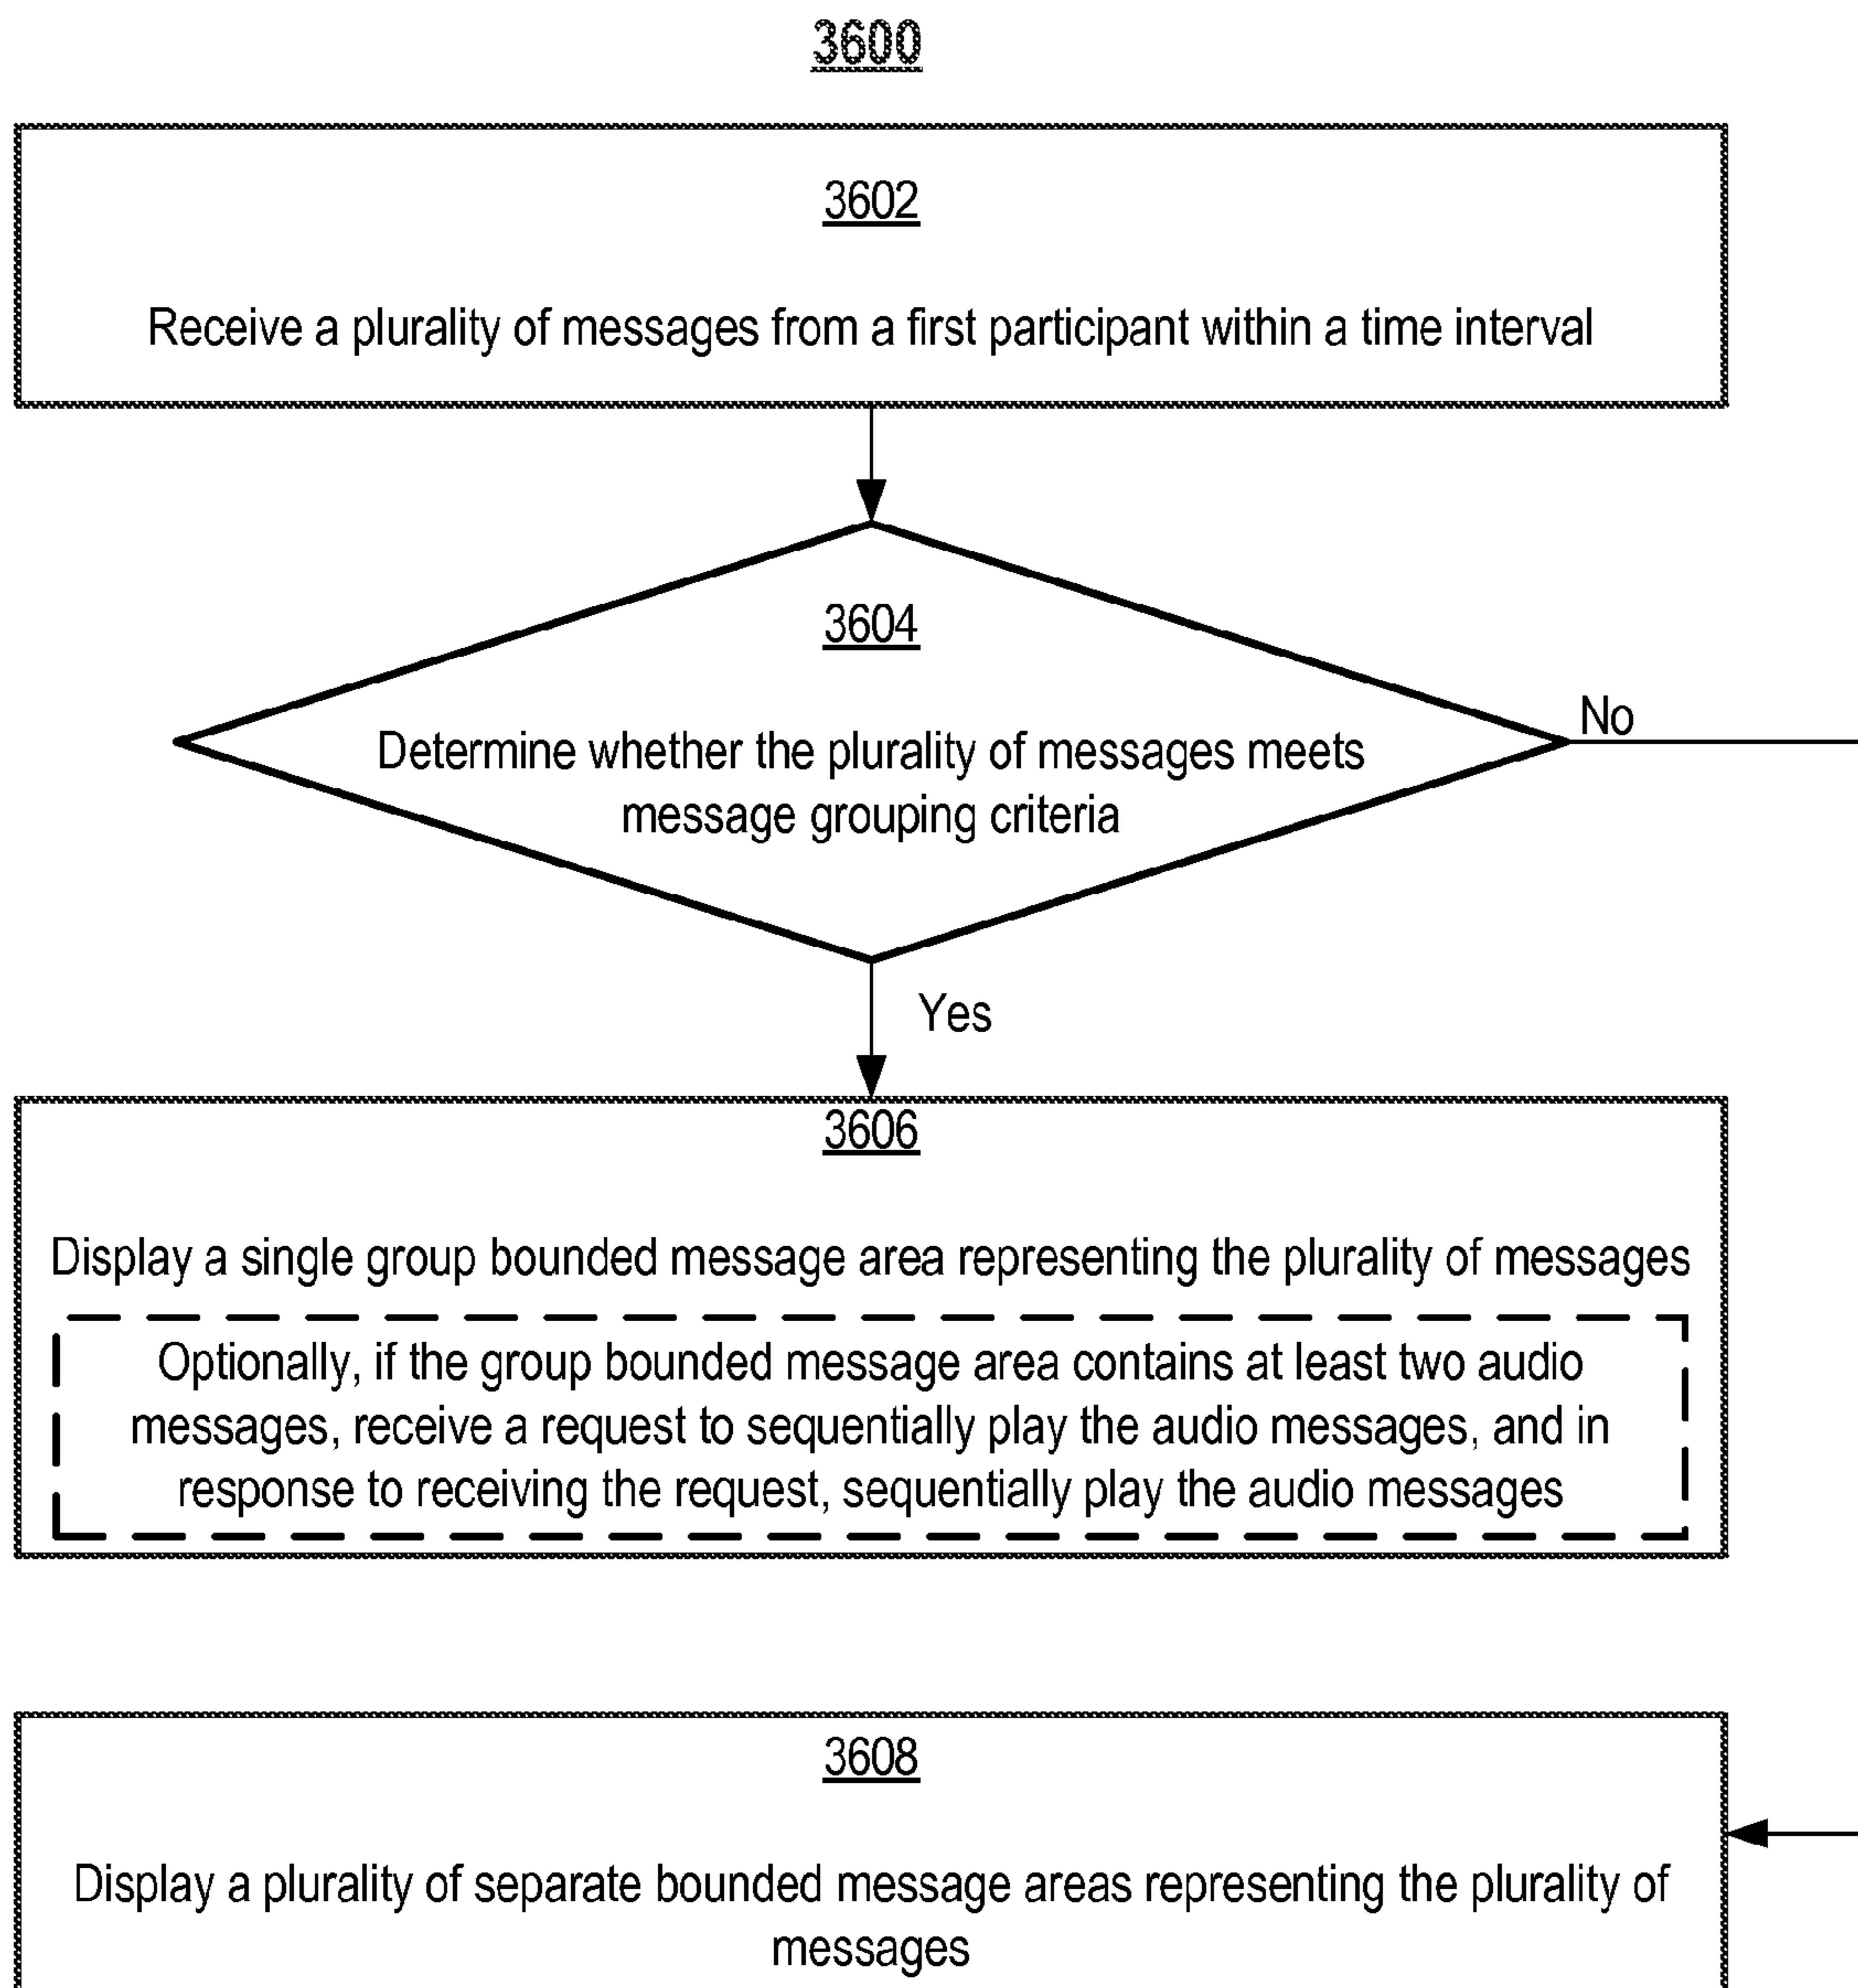 3600
3602
Receive a plurality of messages from a first participant within a time interval
3604
No
Determine whether the plurality of messages meets
message grouping criteria
Yes
3606
Display a single group bounded message area representing the plurality of messages
Optionally, if the group bounded message area contains at least two audio
messages, receive a request to sequentially play the audio messages, and in
response to receiving the request, sequentially play the audio messages
3608
Display a plurality of separate bounded message areas representing the plurality of
messages